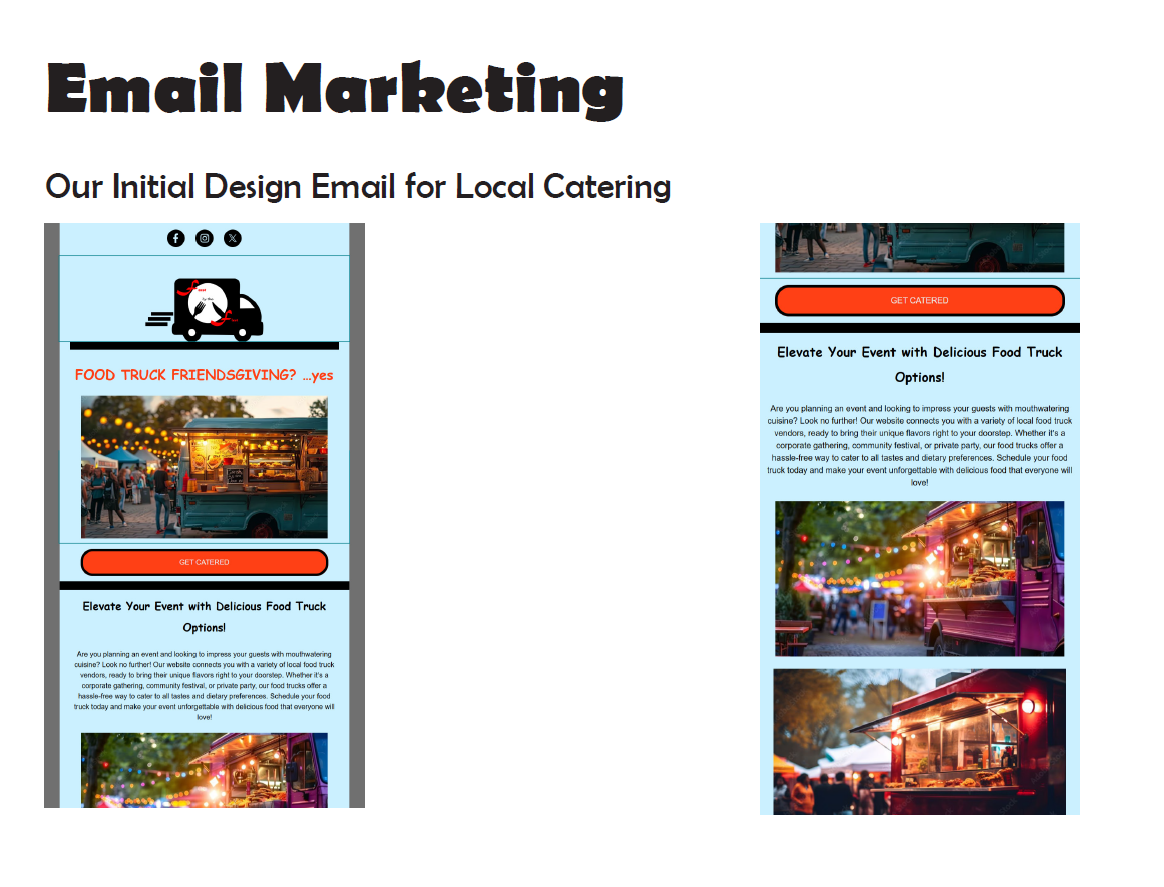 Email Marketing
Our Initial Design Email for Local Catering
FOOD TRUCK FRIENDSGIVING? ...yes
GET CATERED
Elevate Your Event with Delicious Food Truck
Options!
Are you planning an event and looking to impress your guests with mouthwatering
cuisine? Look no further! Our website connects you with a variety of local food truck
vendors, ready to bring their unique flavors right to your doorstep. Whether it's a
corporate gathering, community festival, or private party, our food trucks offer a
hassle-free way to cater to all tastes and dietary preferences. Schedule your food
truck today and make your event unforgettable with delicious food that everyone will
love!
GET CATERED
Elevate Your Event with Delicious Food Truck
Options!
Are you planning an event and looking to impress your guests with mouthwatering
cuisine? Look no further! Our website connects you with a variety of local food truck
vendors, ready to bring their unique flavors right to your doorstep. Whether it's a
corporate gathering, community festival, or private party, our food trucks offer a
hassle-free way to cater to all tastes and dietary preferences. Schedule your food
truck today and make your event unforgettable with delicious food that everyone will
love!